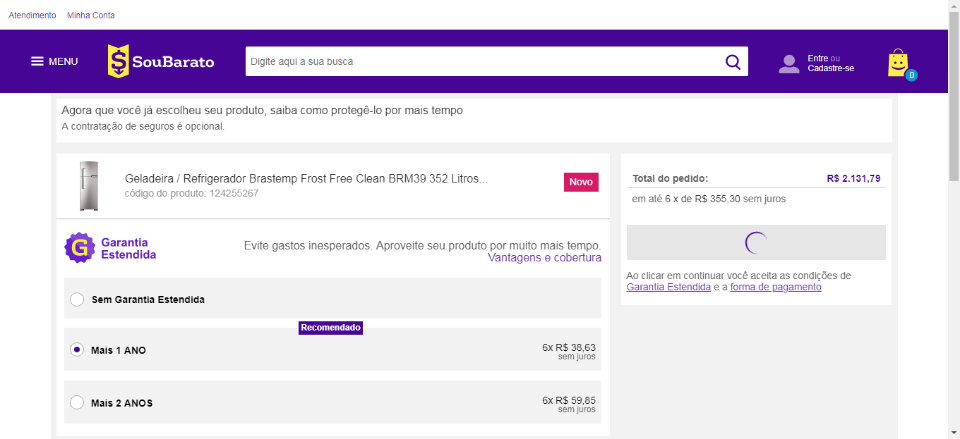 Atendimento Minha Conta
MENU SouBarato Digite aqui a sua busca Entre ou
Cadastre-se
0
Agora que você já escolheu seu produto, saiba como protegê-lo por mais tempo
A contratação de seguros é opcional.
Geladeira / Refrigerador Brastemp Frost Free Clean BRM39 352 Litros...
código do produto: 124255267
Novo
Garantia
Estendida
Evite gastos inesperados. Aproveite seu produto por muito mais tempo.
Vantagens e cobertura
Sem Garantia Estendida
Recomendado
Mais 1 ANO 6x R$ 38,63
sem juros
Mais 2 ANOS 6x R$ 59,85
sem juros
Total do pedido: R$ 2.131,79
em até 6 x de R$ 355,30 sem juros
Ao clicar em continuar você aceita as condições de
Garantia Estendida e a forma de pagamento